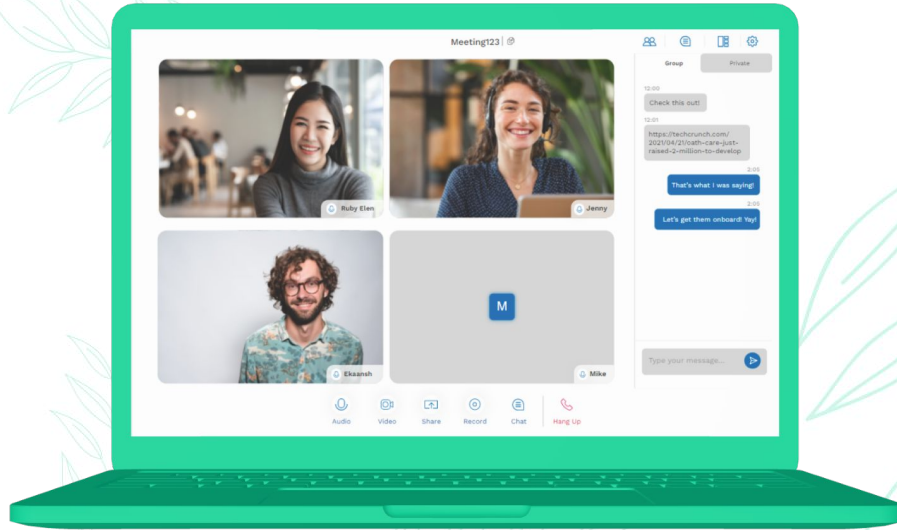 Meeting123
Group
Private
12:00
Check this out!
12:01
https://techcrunch.com/
2021/04/21/oath-care-just-
raised-2-million-to-develop
2:05
That's what I was saying!
2:05
Let's get them onboard! Yay!
Ruby Elen
Jenny
M
Ekaansh
Mike
Type your message...
Audio
Video
Share
Record
Chat
Hang Up